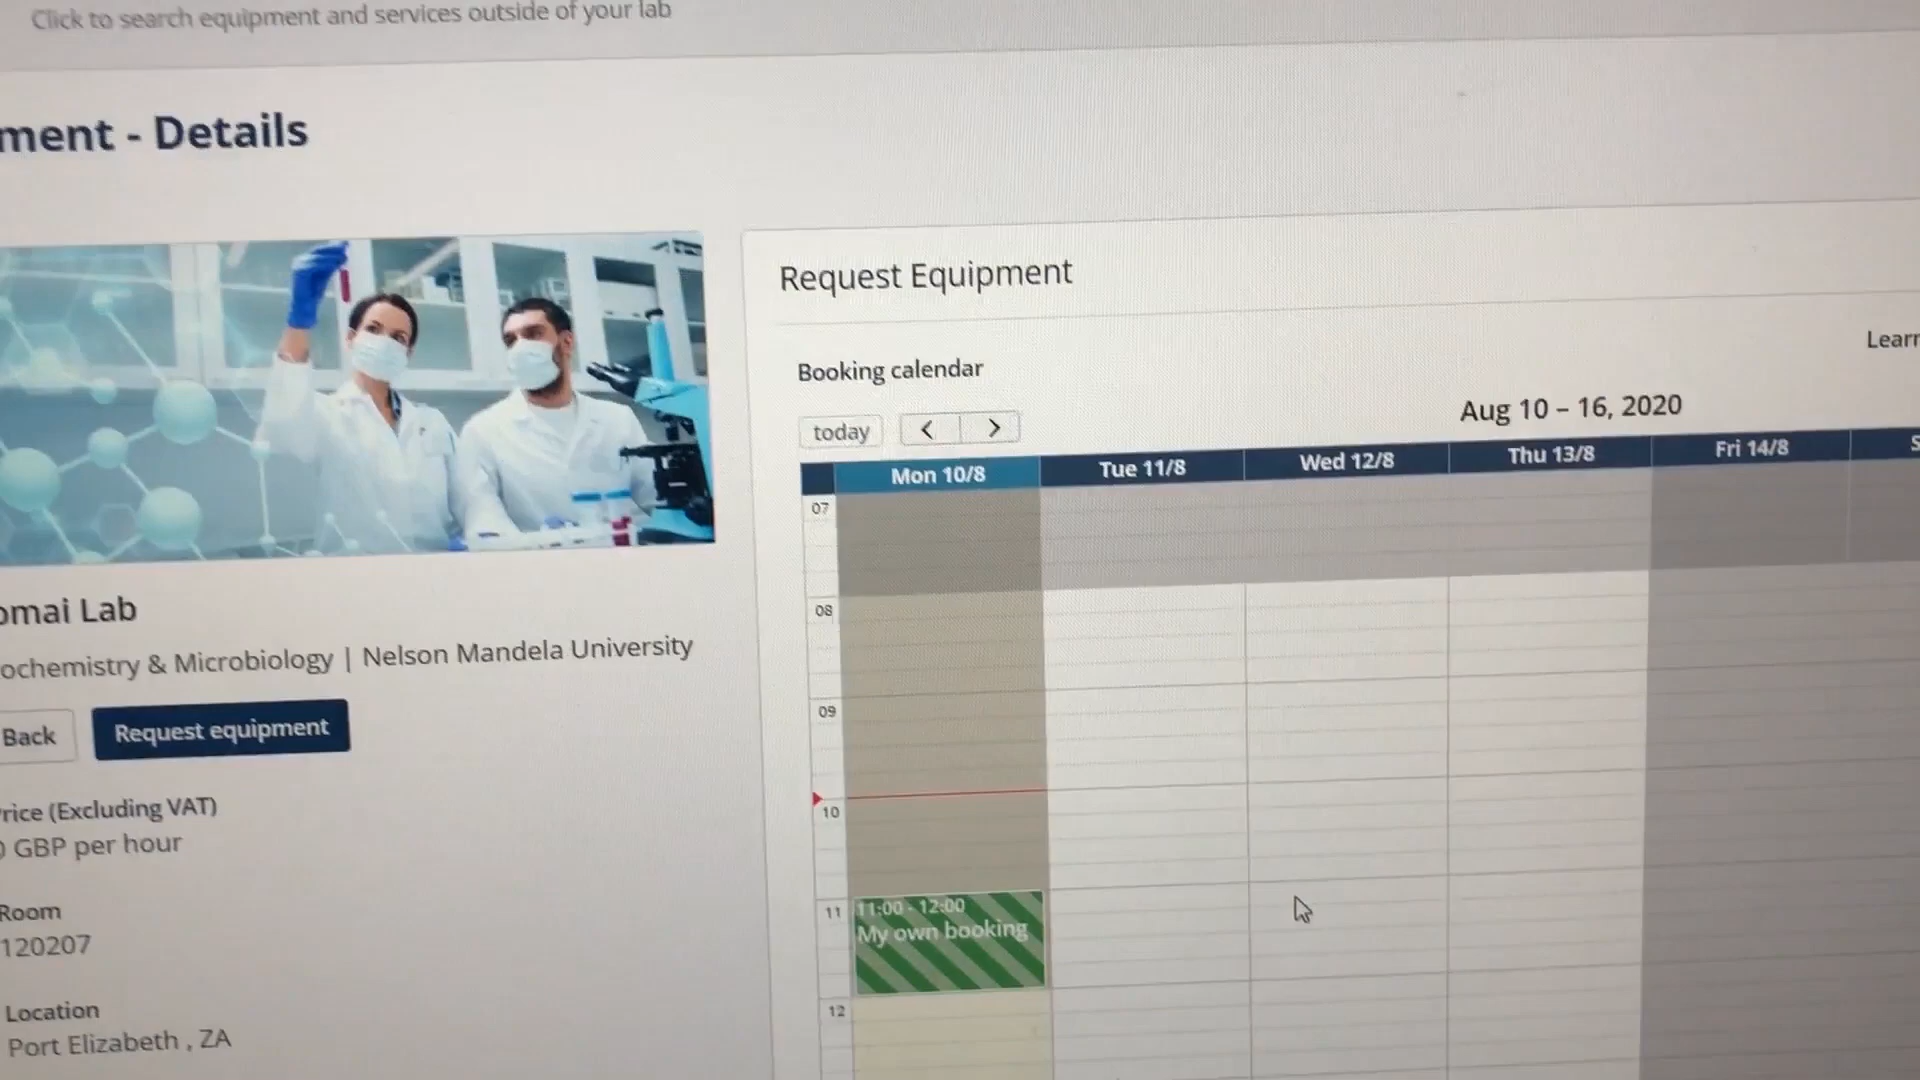 Click to search equipment and services outside of your lab
ment - Details
Request Equipment
Learn
Booking calendar
today
Aug 10 – 16, 2020
Mon 10/8 Tue 11/8 Wed 12/8 Thu 13/8 Fri 14/8 S
07
08
09
10
11
11:00 - 12:00
My own booking
12
omai Lab
ochemistry & Microbiology | Nelson Mandela University
Back
Request equipment
rice (Excluding VAT)
GBP per hour
Room
120207
Location
Port Elizabeth , ZA